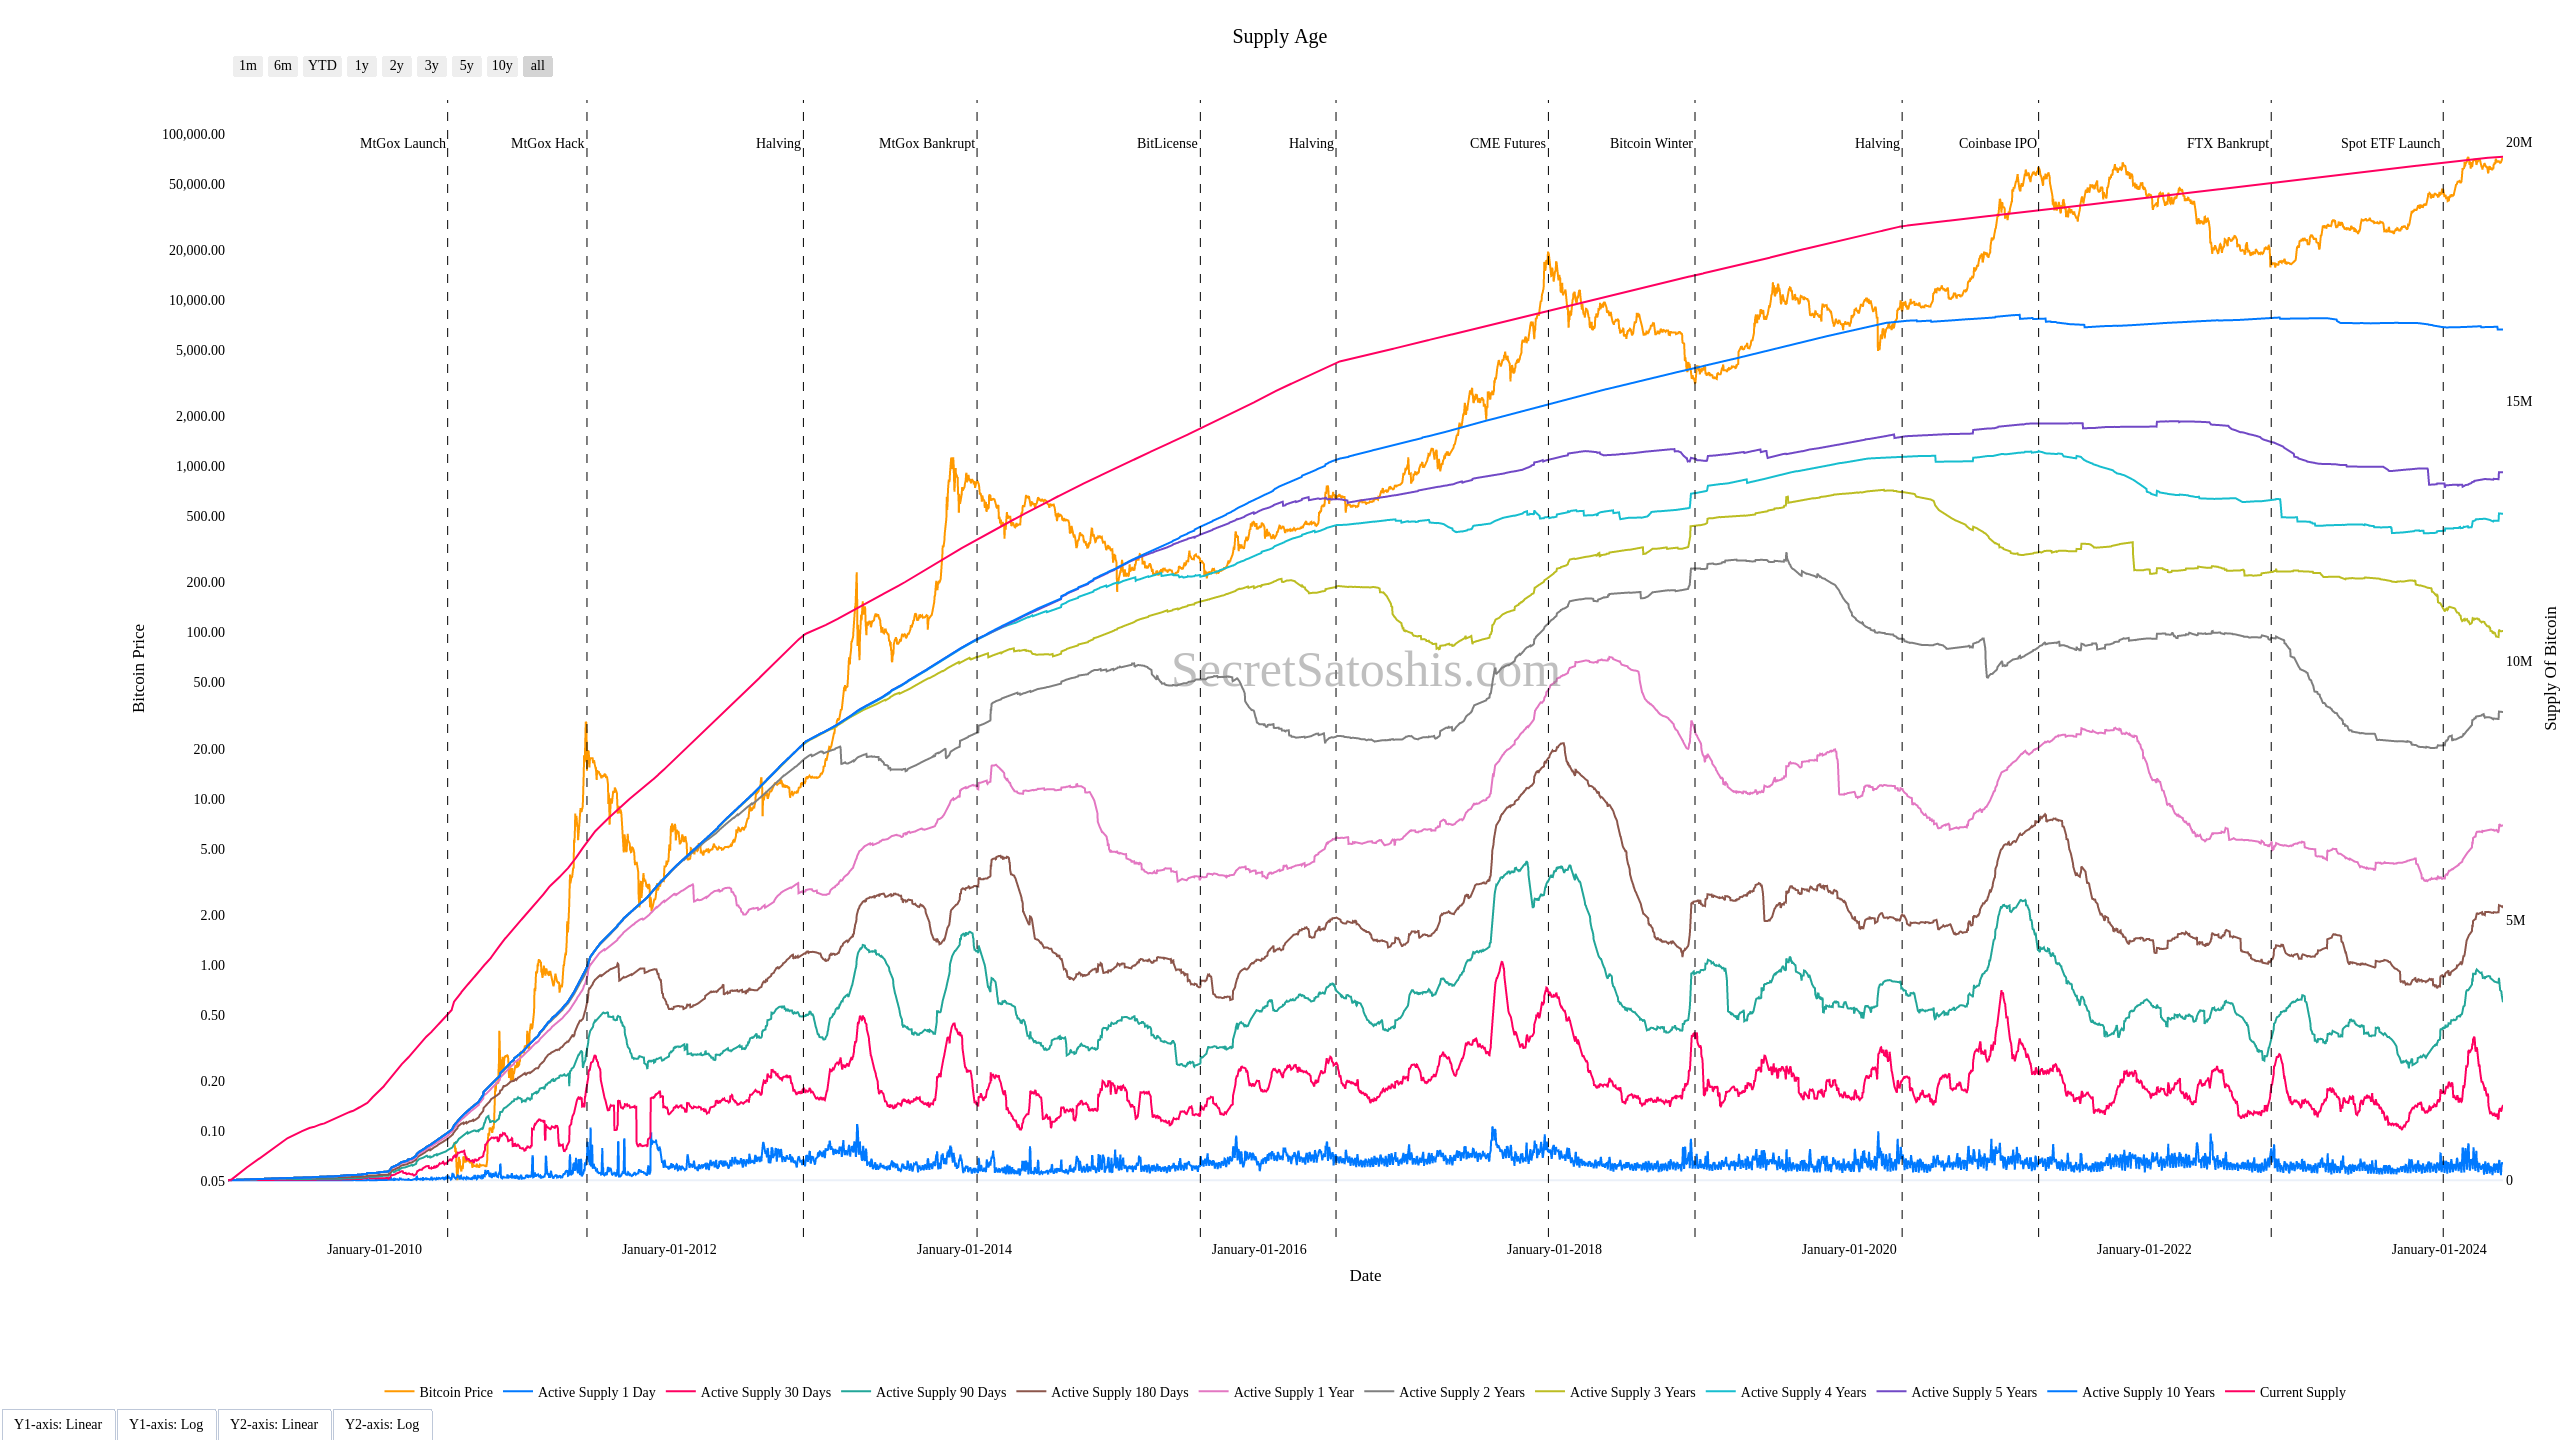 Supply Age
1m 6m YTD 1y 2y 3y 5y 10y all
MtGox Launch MtGox Hack Halving MtGox Bankrupt BitLicense Halving CME Futures Bitcoin Winter Halving Coinbase IPO FTX Bankrupt Spot ETF Launch
100,000.00
50,000.00
20,000.00
10,000.00
5,000.00
2,000.00
1,000.00
500.00
200.00
100.00
50.00
20.00
10.00
5.00
2.00
1.00
0.50
0.20
0.10
0.05
Bitcoin Price
SecretSatoshis.com
20M
15M
10M
5M
0
Supply Of Bitcoin
January-01-2010 January-01-2012 January-01-2014 January-01-2016 January-01-2018 January-01-2020 January-01-2022 January-01-2024
Date
Bitcoin Price Active Supply 1 Day Active Supply 30 Days Active Supply 90 Days Active Supply 180 Days Active Supply 1 Year Active Supply 2 Years Active Supply 3 Years Active Supply 4 Years Active Supply 5 Years Active Supply 10 Years Current Supply
Y1-axis: Linear Y1-axis: Log Y2-axis: Linear Y2-axis: Log